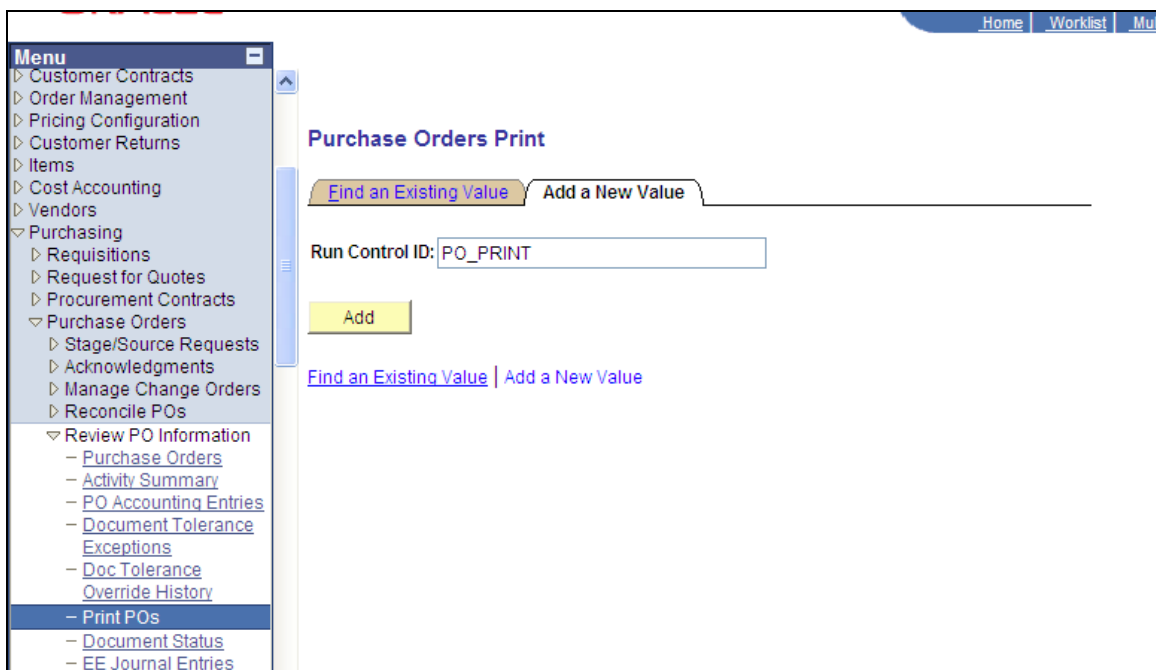 Home | Worklist |
Menu
Customer Contracts
Order Management
Pricing Configuration
Customer Returns
Items
Cost Accounting
Vendors
Purchasing
Requisitions
Request for Quotes
Procurement Contracts
Purchase Orders
Stage/Source Requests
Acknowledgments
Manage Change Orders
Reconcile POs
Review PO Information
Purchase Orders
Activity Summary
PO Accounting Entries
Document Tolerance
Exceptions
Doc Tolerance
Override History
Print POs
Document Status
EE Journal Entries
Purchase Orders Print
Find an Existing Value Add a New Value
Run Control ID: PO_PRINT
Add
Find an Existing Value | Add a New Value